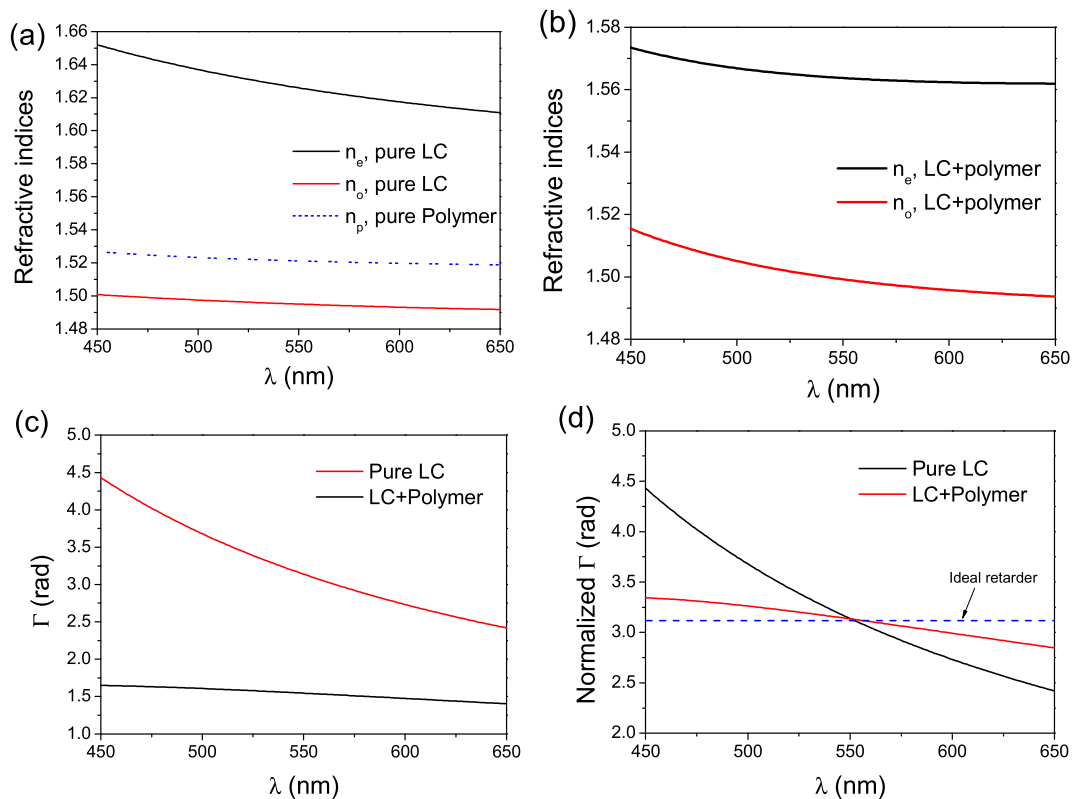 (a)
1.66
1.64
1.62
1.60
1.58
1.56
1.54
1.52
1.50
1.48
Refractive indices
nₑ, pure LC
nₒ, pure LC
nₚ, pure Polymer
450 500 550 600 650
λ (nm)
(b)
1.58
1.56
1.54
1.52
1.50
1.48
Refractive indices
nₑ, LC+polymer
nₒ, LC+polymer
450 500 550 600 650
λ (nm)
(c)
5.0
4.5
4.0
3.5
3.0
2.5
2.0
1.5
1.0
Γ (rad)
Pure LC
LC+Polymer
450 500 550 600 650
λ (nm)
(d)
5.0
4.5
4.0
3.5
3.0
2.5
2.0
Normalized Γ (rad)
Pure LC
LC+Polymer
Ideal retarder
450 500 550 600 650
λ (nm)